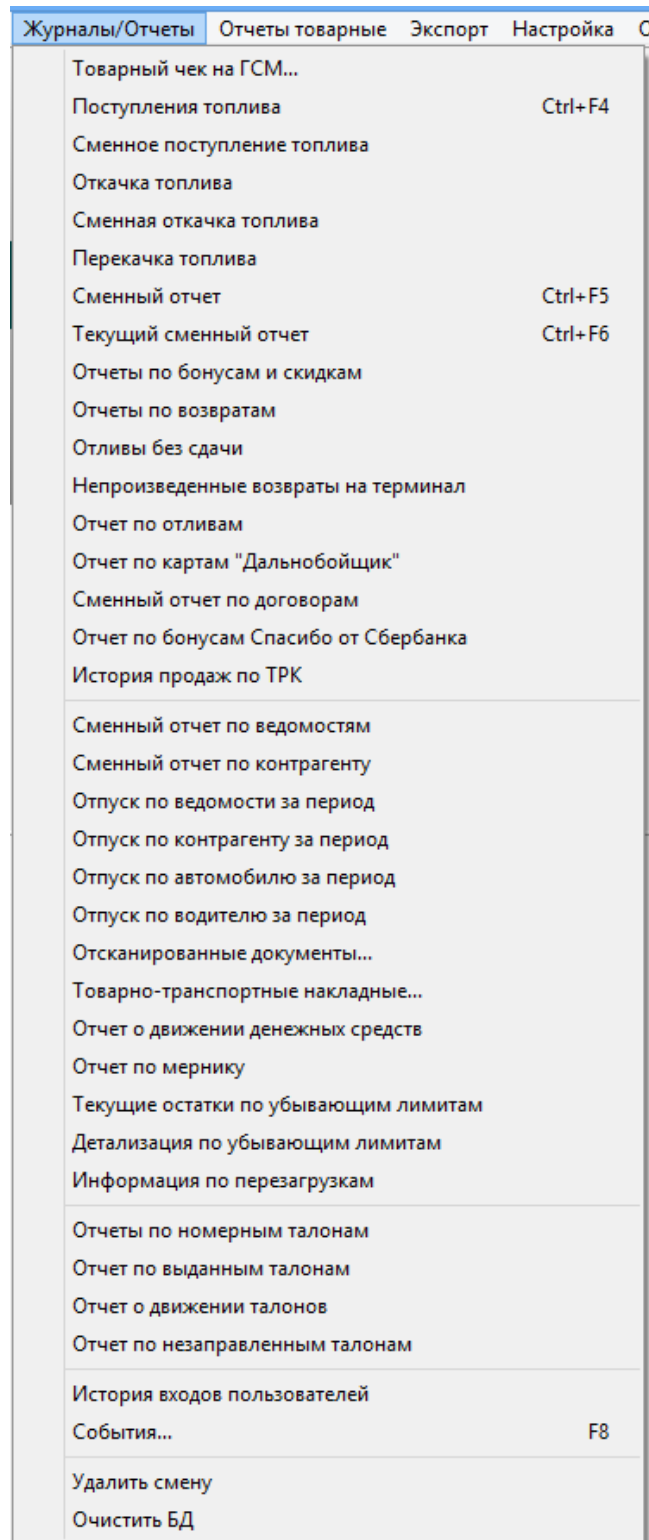 Журналы/Отчеты Отчеты товарные Экспорт Настройка
Товарный чек на ГСМ...
Поступления топлива Ctrl+F4
Сменное поступление топлива
Откачка топлива
Сменная откачка топлива
Перекачка топлива
Сменный отчет Ctrl+F5
Текущий сменный отчет Ctrl+F6
Отчеты по бонусам и скидкам
Отчеты по возвратам
Отливы без сдачи
Непроизведенные возвраты на терминал
Отчет по отливам
Отчет по картам "Дальнобойщик"
Сменный отчет по договорам
Отчет по бонусам Спасибо от Сбербанка
История продаж по ТРК
Сменный отчет по ведомостям
Сменный отчет по контрагенту
Отпуск по ведомости за период
Отпуск по контрагенту за период
Отпуск по автомобилю за период
Отпуск по водителю за период
Отсканированные документы...
Товарно-транспортные накладные...
Отчет о движении денежных средств
Отчет по мернику
Текущие остатки по убывающим лимитам
Детализация по убывающим лимитам
Информация по перезагрузкам
Отчеты по номерным талонам
Отчет по выданным талонам
Отчет о движении талонов
Отчет по незаправленным талонам
История входов пользователей
События... F8
Удалить смену
Очистить БД